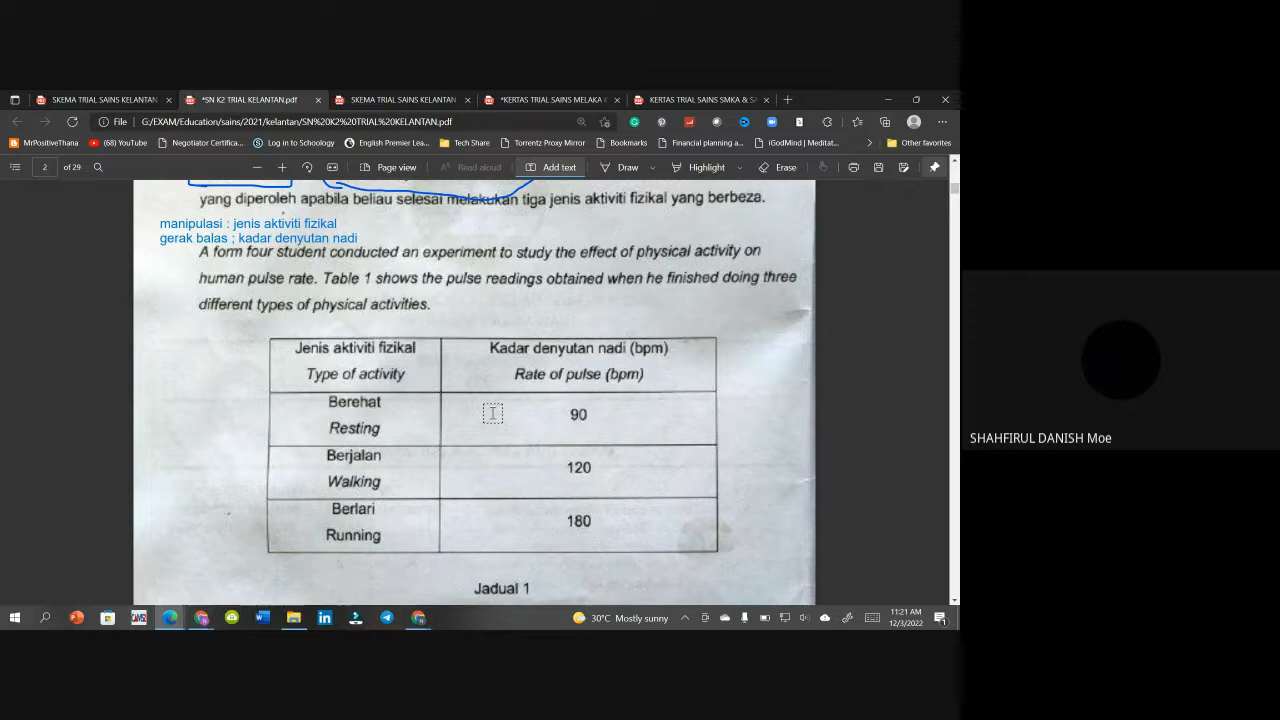 SKEMA TRIAL SAINS KELANTAN
*SN K2 TRIAL KELANTAN.pdf
SKEMA TRIAL SAINS KELANTAN
*KERTAS TRIAL SAINS MELAKA K
KERTAS TRIAL SAINS SMKA & SA
File
G:/EXAM/Education/sains/2021/kelantan/SN%20K2%20TRIAL%20KELANTAN.pdf
MrPositiveThana
(68) YouTube
Negotiator Certifica...
Log in to Schoology
English Premier Lea...
Tech Share
Torrentz Proxy Mirror
Bookmarks
Financial planning a...
iGodMind | Meditat...
Other favorites
2 of 29
Page view
Read aloud
Add text
Draw
Highlight
Erase
yang diperoleh apabila beliau selesai melakukan tiga jenis aktiviti fizikal yang berbeza.
manipulasi : jenis aktiviti fizikal
gerak balas ; kadar denyutan nadi
A form four student conducted an experiment to study the effect of physical activity on
human pulse rate. Table 1 shows the pulse readings obtained when he finished doing three
different types of physical activities.
Jenis aktiviti fizikal
Type of activity
Kadar denyutan nadi (bpm)
Rate of pulse (bpm)
Berehat
Resting
90
Berjalan
Walking
120
Berlari
Running
180
Jadual 1
SHAHFIRUL DANISH Moe
30°C Mostly sunny
11:21 AM
12/3/2022